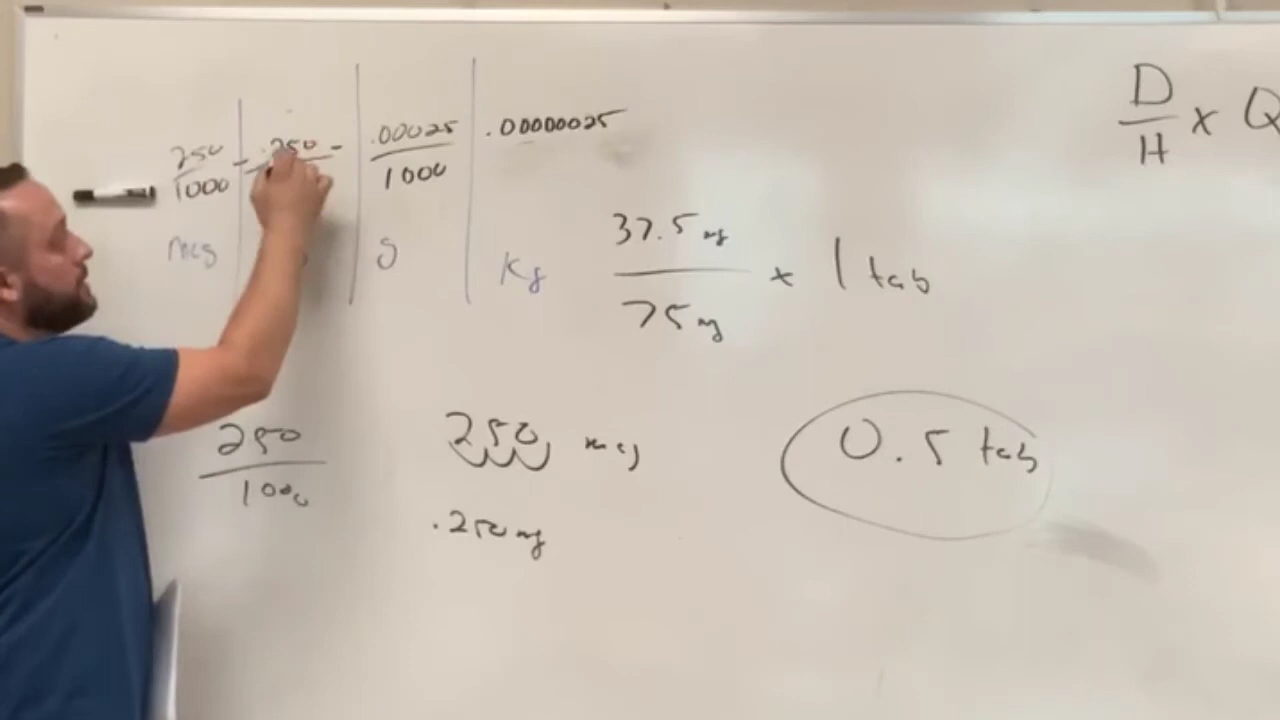 250 / 1000 = .250 = .00025 / 1000 .00000025
mcg g Kg
D / H x Q
37.5 mg / 75 mg x 1 tab
250 / 1000
250 mcg
.250 mg
0.5 tab